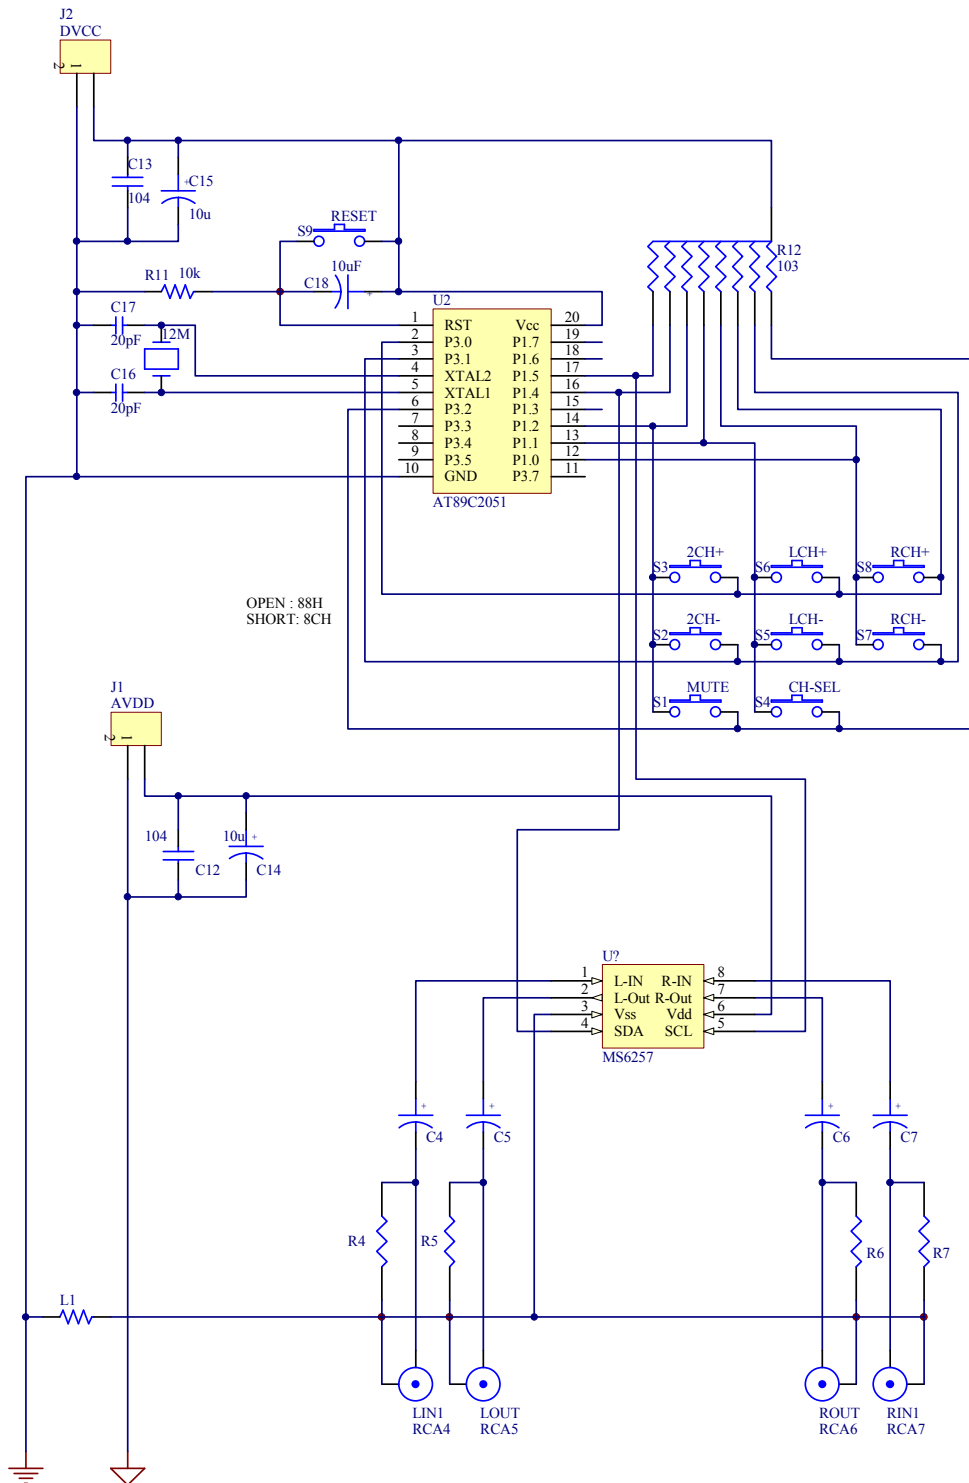 J2
DVCC
2 1
C13
104
+
C15
10u
RESET
S9
R11 10k
C18 10uF
+
C17
20pF
12M
C16
20pF
R12
103
U2
1 RST Vcc 20
2 P3.0 P1.7 19
3 P3.1 P1.6 18
4 XTAL2 P1.5 17
5 XTAL1 P1.4 16
6 P3.2 P1.3 15
7 P3.3 P1.2 14
8 P3.4 P1.1 13
9 P3.5 P1.0 12
10 GND P3.7 11
AT89C2051
S3 2CH+ S6 LCH+ S8 RCH+
OPEN : 88H
SHORT: 8CH
S2 2CH- S5 LCH- S7 RCH-
S1 MUTE S4 CH-SEL
J1
AVDD
2 1
104
C12
10u +
C14
U?
1 L-IN R-IN 8
2 L-Out R-Out 7
3 Vss Vdd 6
4 SDA SCL 5
MS6257
+ + + +
C4 C5 C6 C7
R4 R5 R6 R7
L1
LIN1 LOUT ROUT RIN1
RCA4 RCA5 RCA6 RCA7